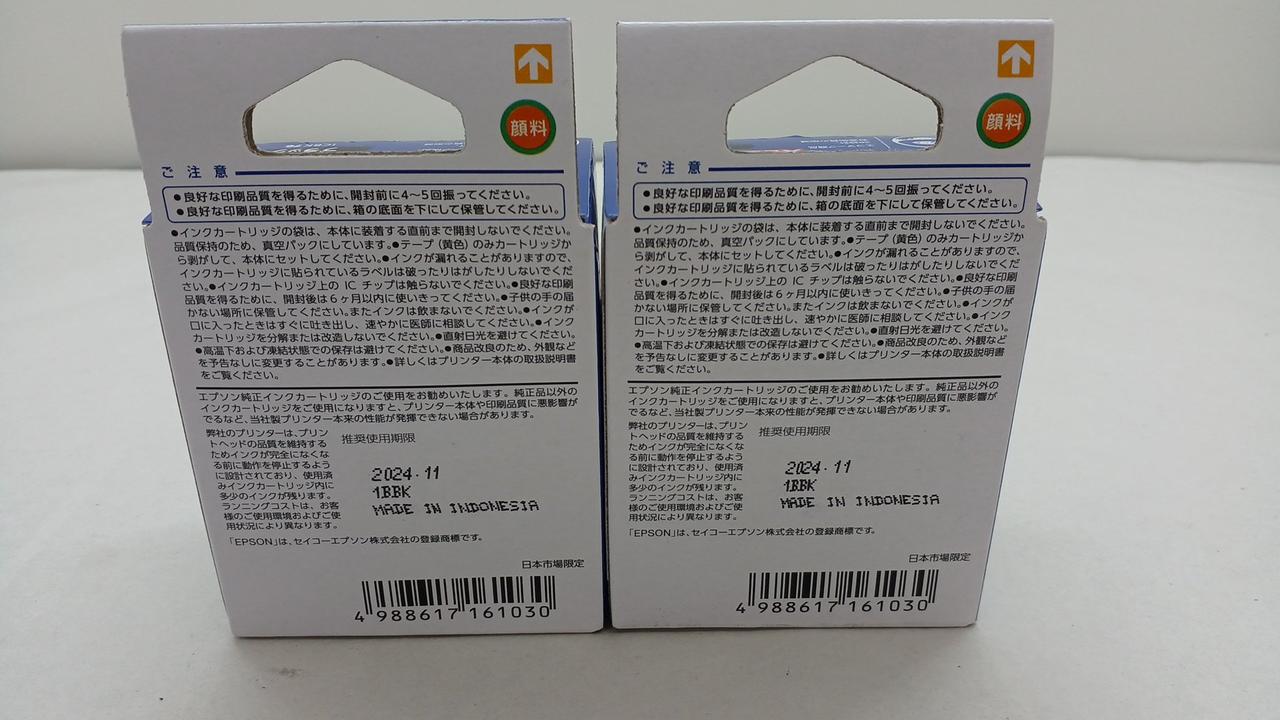 顔料
ご注意
●良好な印刷品質を得るために、開封前に4〜5回振ってください。
●良好な印刷品質を得るために、箱の底面を下にして保管してください。
●インクカートリッジの袋は、本体に装着する直前まで開封しないでください。
品質保持のため、真空パックにしています。●テープ(黄色)のみカートリッジか
ら剥がして、本体にセットしてください。●インクが漏れることがありますので、
インクカートリッジに貼られているラベルは破ったりはがしたりしないでくだ
さい。●インクカートリッジ上の IC チップは触らないでください。●良好な印刷
品質を得るために、開封後は6ヶ月以内に使いきってください。●子供の手の届
かない場所に保管してください。またインクは飲まないでください。●インクが
口に入ったときはすぐに吐き出し、速やかに医師に相談してください。●インク
カートリッジを分解または改造しないでください。●直射日光を避けてください。
●高温下および凍結状態での保存は避けてください。●商品改良のため、外観など
を予告なしに変更することがあります。●詳しくはプリンター本体の取扱説明書
をご覧ください。
エプソン純正インクカートリッジのご使用をお勧めいたします。純正品以外の
インクカートリッジをご使用になりますと、プリンター本体や印刷品質に悪影響が
でるなど、当社製プリンター本来の性能が発揮できない場合があります。
弊社のプリンターは、プリン
トヘッドの品質を維持する
ためインクが完全になくな
る前に動作を停止するよう
に設計されており、使用済
みインクカートリッジ内に
多少のインクが残ります。
ランニングコストは、お客
様のご使用環境およびご使
用状況により異なります。
推奨使用期限
2024.11
1BBK
MADE IN INDONESIA
「EPSON」は、セイコーエプソン株式会社の登録商標です。
日本市場限定
4 988617 161030
顔料
ご注意
●良好な印刷品質を得るために、開封前に4〜5回振ってください。
●良好な印刷品質を得るために、箱の底面を下にして保管してください。
●インクカートリッジの袋は、本体に装着する直前まで開封しないでください。
品質保持のため、真空パックにしています。●テープ(黄色)のみカートリッジか
ら剥がして、本体にセットしてください。●インクが漏れることがありますので、
インクカートリッジに貼られているラベルは破ったりはがしたりしないでくだ
さい。●インクカートリッジ上の IC チップは触らないでください。●良好な印刷
品質を得るために、開封後は6ヶ月以内に使いきってください。●子供の手の届
かない場所に保管してください。またインクは飲まないでください。●インクが
口に入ったときはすぐに吐き出し、速やかに医師に相談してください。●インク
カートリッジを分解または改造しないでください。●直射日光を避けてください。
●高温下および凍結状態での保存は避けてください。●商品改良のため、外観など
を予告なしに変更することがあります。●詳しくはプリンター本体の取扱説明書
をご覧ください。
エプソン純正インクカートリッジのご使用をお勧めいたします。純正品以外の
インクカートリッジをご使用になりますと、プリンター本体や印刷品質に悪影響が
でるなど、当社製プリンター本来の性能が発揮できない場合があります。
弊社のプリンターは、プリン
トヘッドの品質を維持する
ためインクが完全になくな
る前に動作を停止するよう
に設計されており、使用済
みインクカートリッジ内に
多少のインクが残ります。
ランニングコストは、お客
様のご使用環境およびご使
用状況により異なります。
推奨使用期限
2024.11
1BBK
MADE IN INDONESIA
「EPSON」は、セイコーエプソン株式会社の登録商標です。
日本市場限定
4 988617 161030